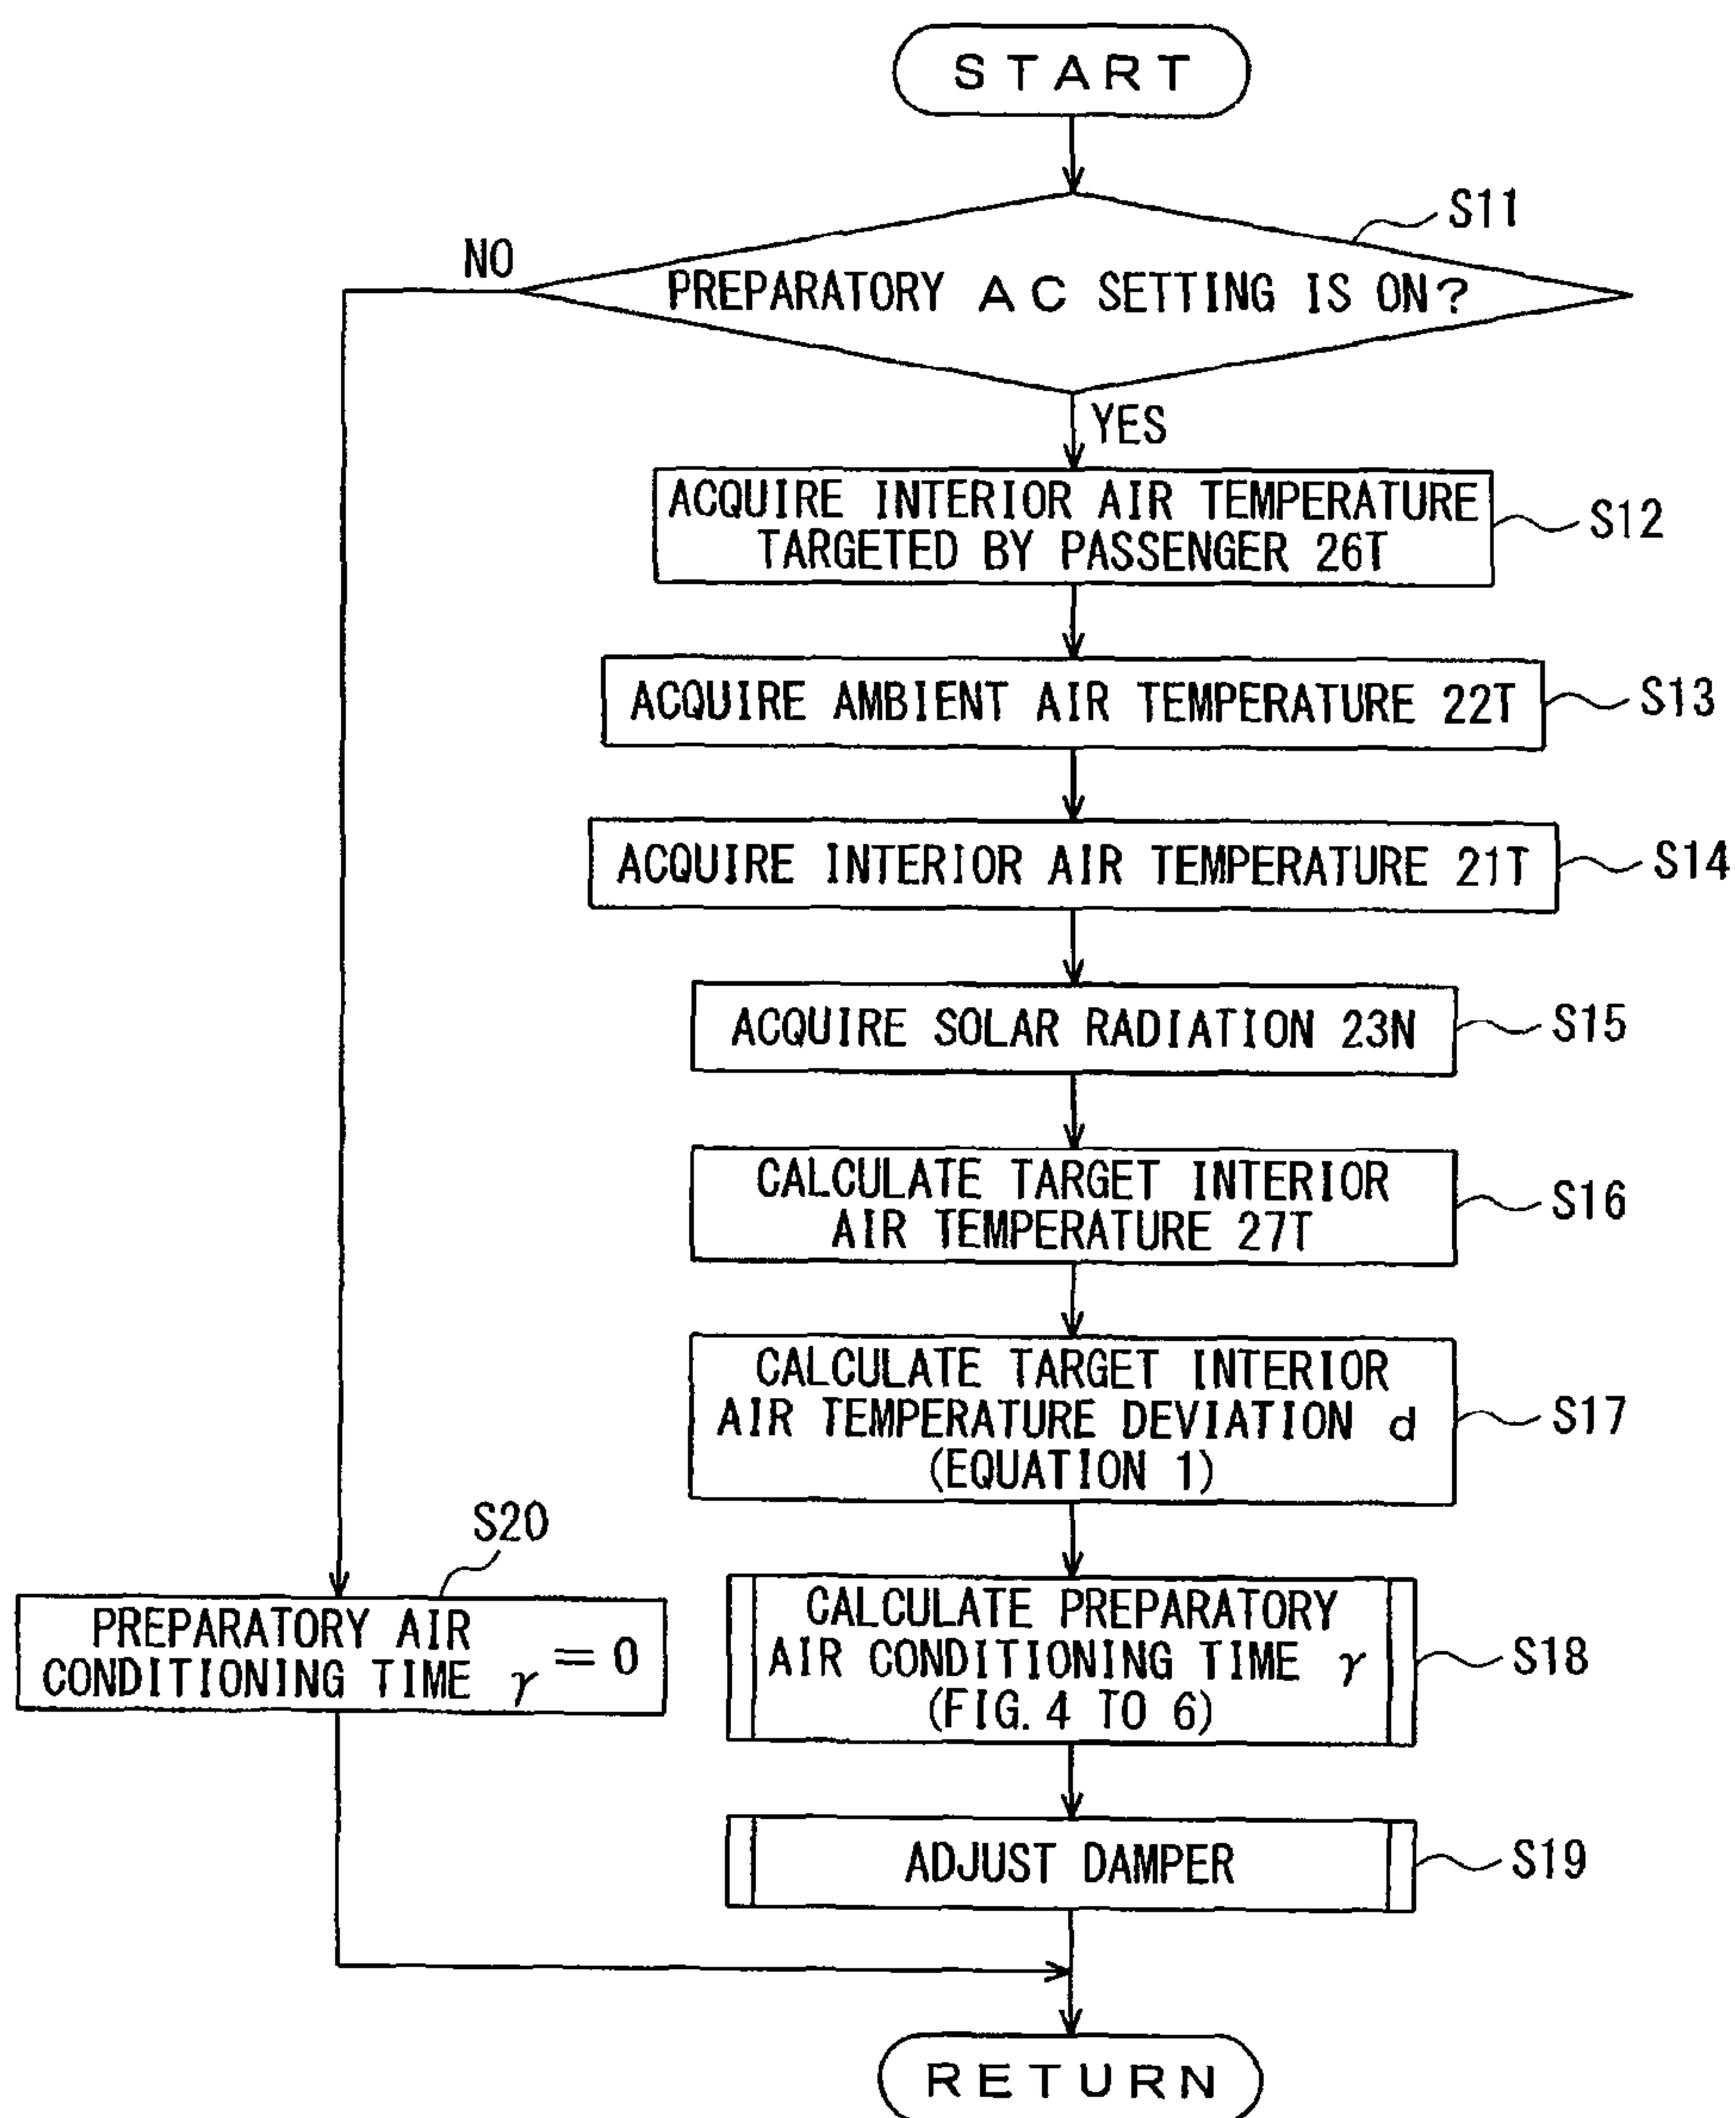 START
S11
NO
PREPARATORY AC SETTING IS ON?
YES
ACQUIRE INTERIOR AIR TEMPERATURE
TARGETED BY PASSENGER 26T
S12
ACQUIRE AMBIENT AIR TEMPERATURE 22T
S13
ACQUIRE INTERIOR AIR TEMPERATURE 21T
S14
ACQUIRE SOLAR RADIATION 23N
S15
CALCULATE TARGET INTERIOR
AIR TEMPERATURE 27T
S16
CALCULATE TARGET INTERIOR
AIR TEMPERATURE DEVIATION d
(EQUATION 1)
S17
S20
PREPARATORY AIR
CONDITIONING TIME γ = 0
CALCULATE PREPARATORY
AIR CONDITIONING TIME γ
(FIG. 4 TO 6)
S18
ADJUST DAMPER
S19
RETURN